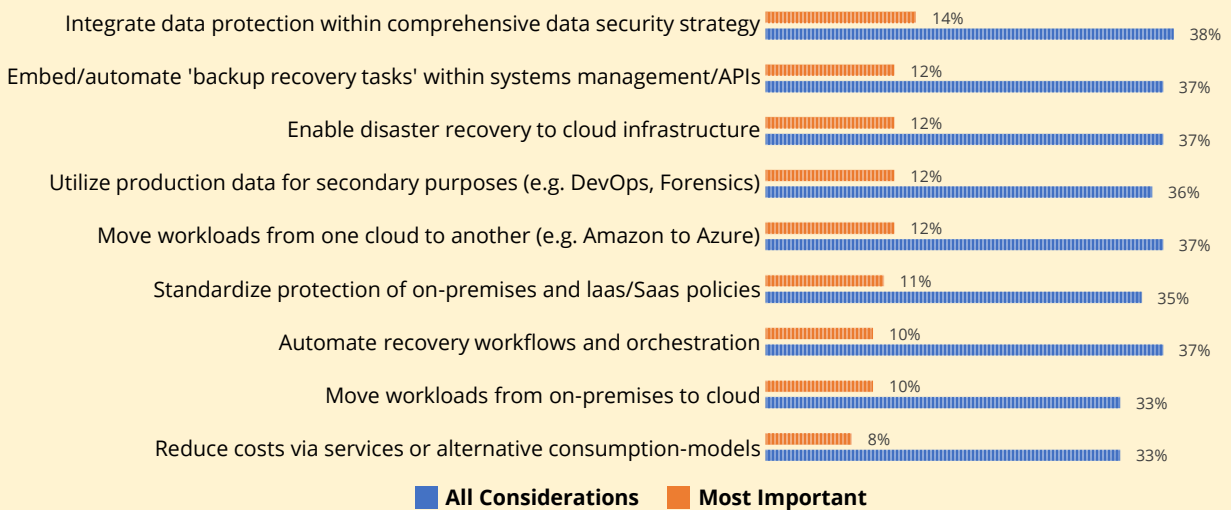 Integrate data protection within comprehensive data security strategy
14%
38%
Embed/automate 'backup recovery tasks' within systems management/APIs
12%
37%
Enable disaster recovery to cloud infrastructure
12%
37%
Utilize production data for secondary purposes (e.g. DevOps, Forensics)
12%
36%
Move workloads from one cloud to another (e.g. Amazon to Azure)
12%
37%
Standardize protection of on-premises and Iaas/Saas policies
11%
35%
Automate recovery workflows and orchestration
10%
37%
Move workloads from on-premises to cloud
10%
33%
Reduce costs via services or alternative consumption-models
8%
33%
All Considerations Most Important